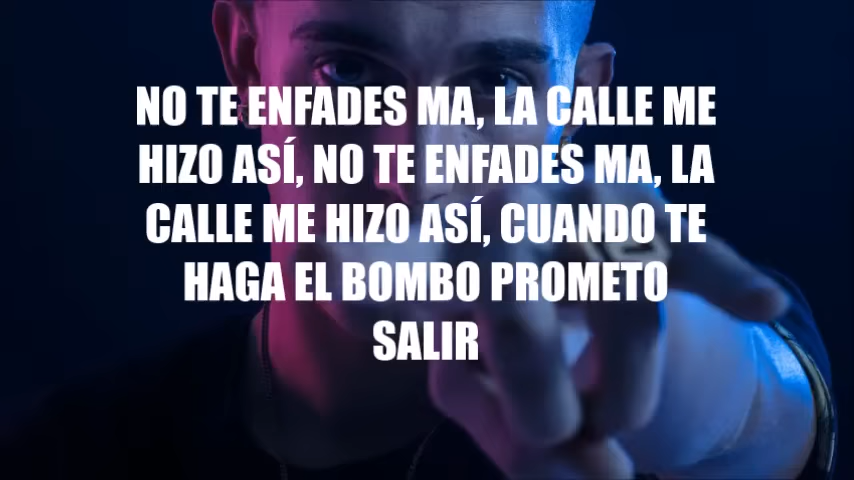 NO TE ENFADES MA, LA CALLE ME
HIZO ASÍ, NO TE ENFADES MA, LA
CALLE ME HIZO ASÍ, CUANDO TE
HAGA EL BOMBO PROMETO
SALIR